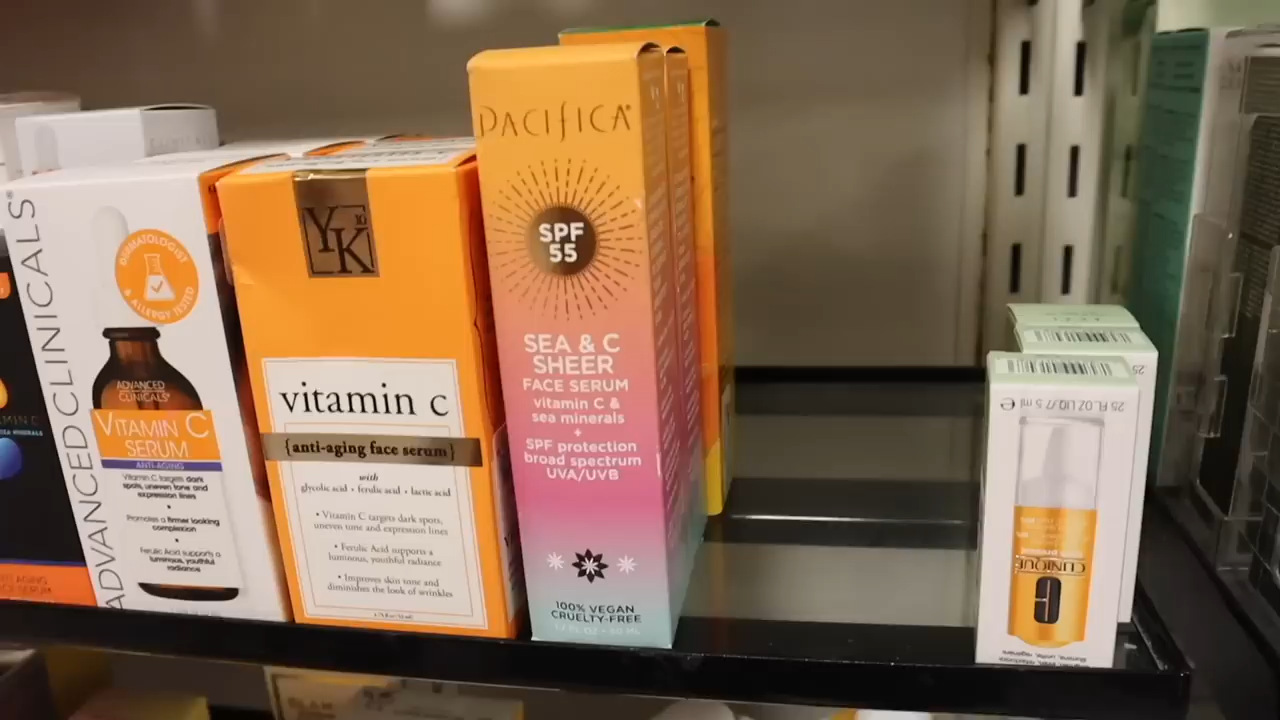 ADVANCED CLINICALS®
DERMATOLOGIST
& ALLERGY TESTED
ADVANCED
CLINICALS
VITAMIN C
SERUM
ANTI-AGING
Vitamin C targets dark
spots, uneven tone and
expression lines
•
Promotes a firmer looking
complexion
•
Ferulic Acid supports a
luminous, youthful
radiance
YK
10
vitamin c
{anti-aging face serum}
with
glycolic acid • ferulic acid • lactic acid
• Vitamin C targets dark spots,
uneven tone and expression lines
• Ferulic Acid supports a
luminous, youthful radiance
• Improves skin tone and
diminishes the look of wrinkles
PACIFICA®
SPF
55
SEA & C
SHEER
FACE SERUM
vitamin C &
sea minerals
+
SPF protection
broad spectrum
UVA/UVB
100% VEGAN
CRUELTY-FREE
.25 FL.OZ.LIQ./7.5 ml e
CLINIQUE